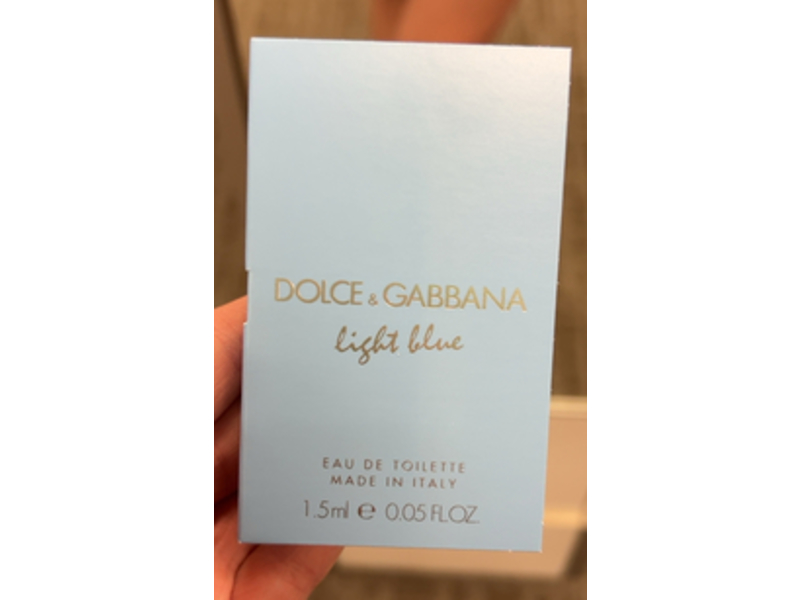 DOLCE & GABBANA
light blue
EAU DE TOILETTE
MADE IN ITALY
1.5ml e 0.05 FL.OZ.